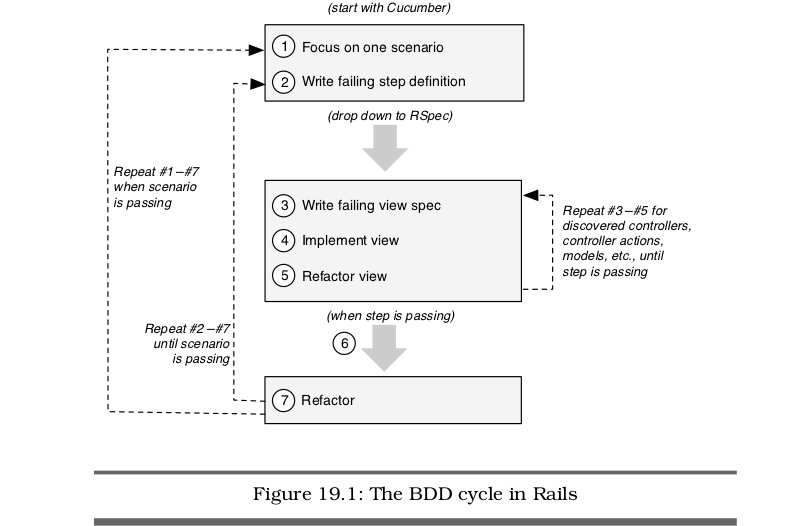 (start with Cucumber)
1 Focus on one scenario
2 Write failing step definition
(drop down to RSpec)
Repeat #1–#7
when scenario
is passing
3 Write failing view spec
4 Implement view
5 Refactor view
Repeat #3–#5 for
discovered controllers,
controller actions,
models, etc., until
step is passing
(when step is passing)
6
Repeat #2–#7
until scenario
is passing
7 Refactor
Figure 19.1: The BDD cycle in Rails